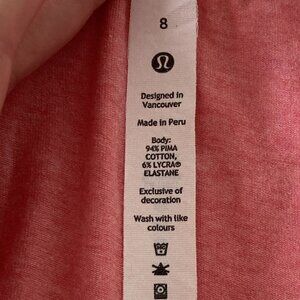 8
Designed in
Vancouver
Made in Peru
Body:
94% PIMA
COTTON,
6% LYCRA®
ELASTANE
Exclusive of
decoration
Wash with like
colours